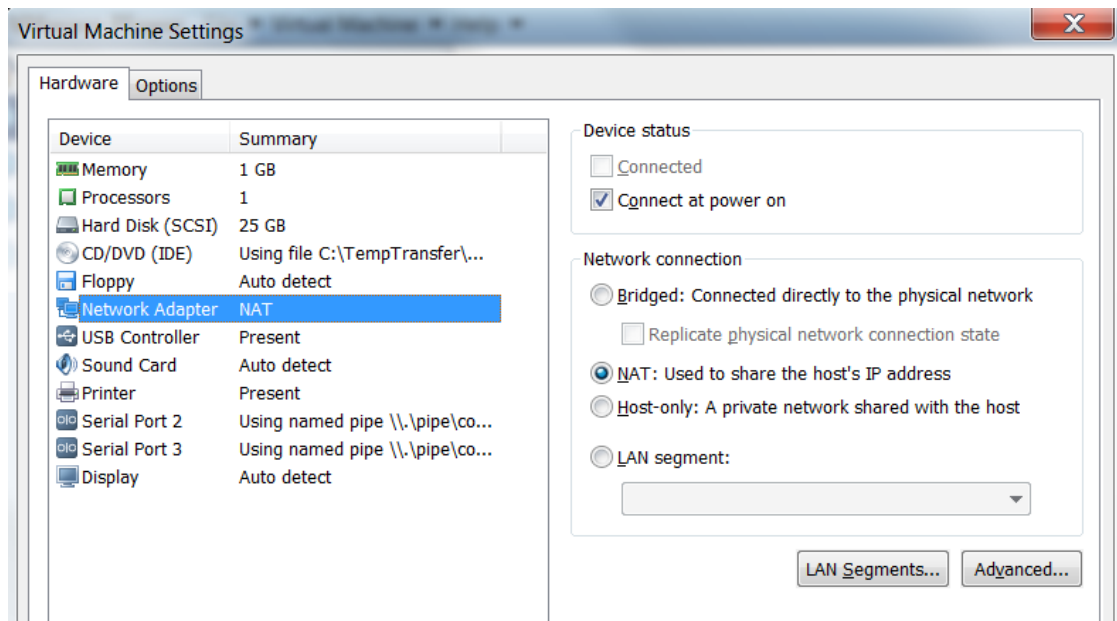 Virtual Machine Settings
Hardware
Options
Device Summary
Memory 1 GB
Processors 1
Hard Disk (SCSI) 25 GB
CD/DVD (IDE) Using file C:\TempTransfer\...
Floppy Auto detect
Network Adapter NAT
USB Controller Present
Sound Card Auto detect
Printer Present
Serial Port 2 Using named pipe \\.\pipe\co...
Serial Port 3 Using named pipe \\.\pipe\co...
Display Auto detect
Device status
Connected
Connect at power on
Network connection
Bridged: Connected directly to the physical network
Replicate physical network connection state
NAT: Used to share the host's IP address
Host-only: A private network shared with the host
LAN segment:
LAN Segments... Advanced...